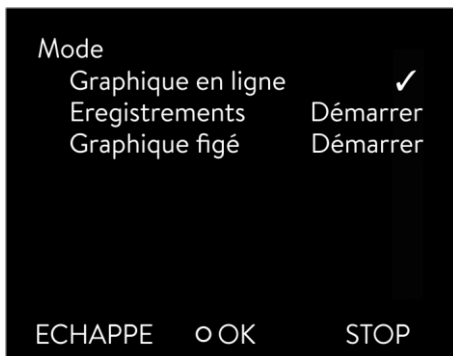 Mode
Graphique en ligne ✓
Eregistrements Démarrer
Graphique figé Démarrer
ECHAPPE O OK STOP